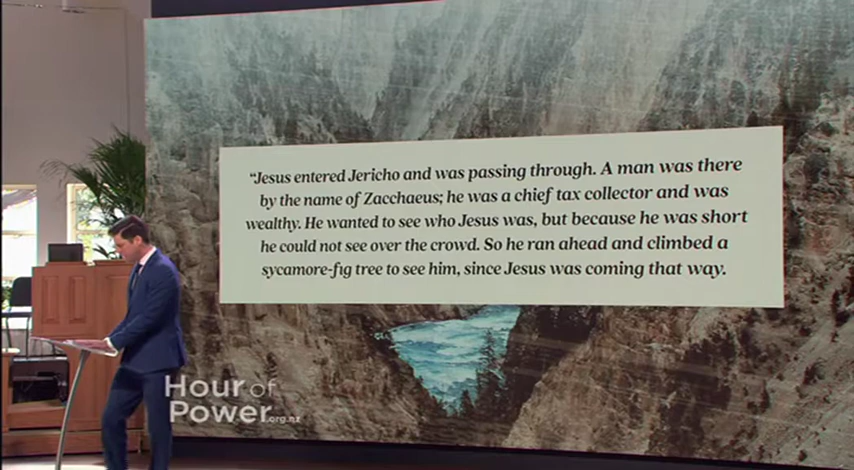 “Jesus entered Jericho and was passing through. A man was there
by the name of Zacchaeus; he was a chief tax collector and was
wealthy. He wanted to see who Jesus was, but because he was short
he could not see over the crowd. So he ran ahead and climbed a
sycamore-fig tree to see him, since Jesus was coming that way.
Hour of
Power.org.nz